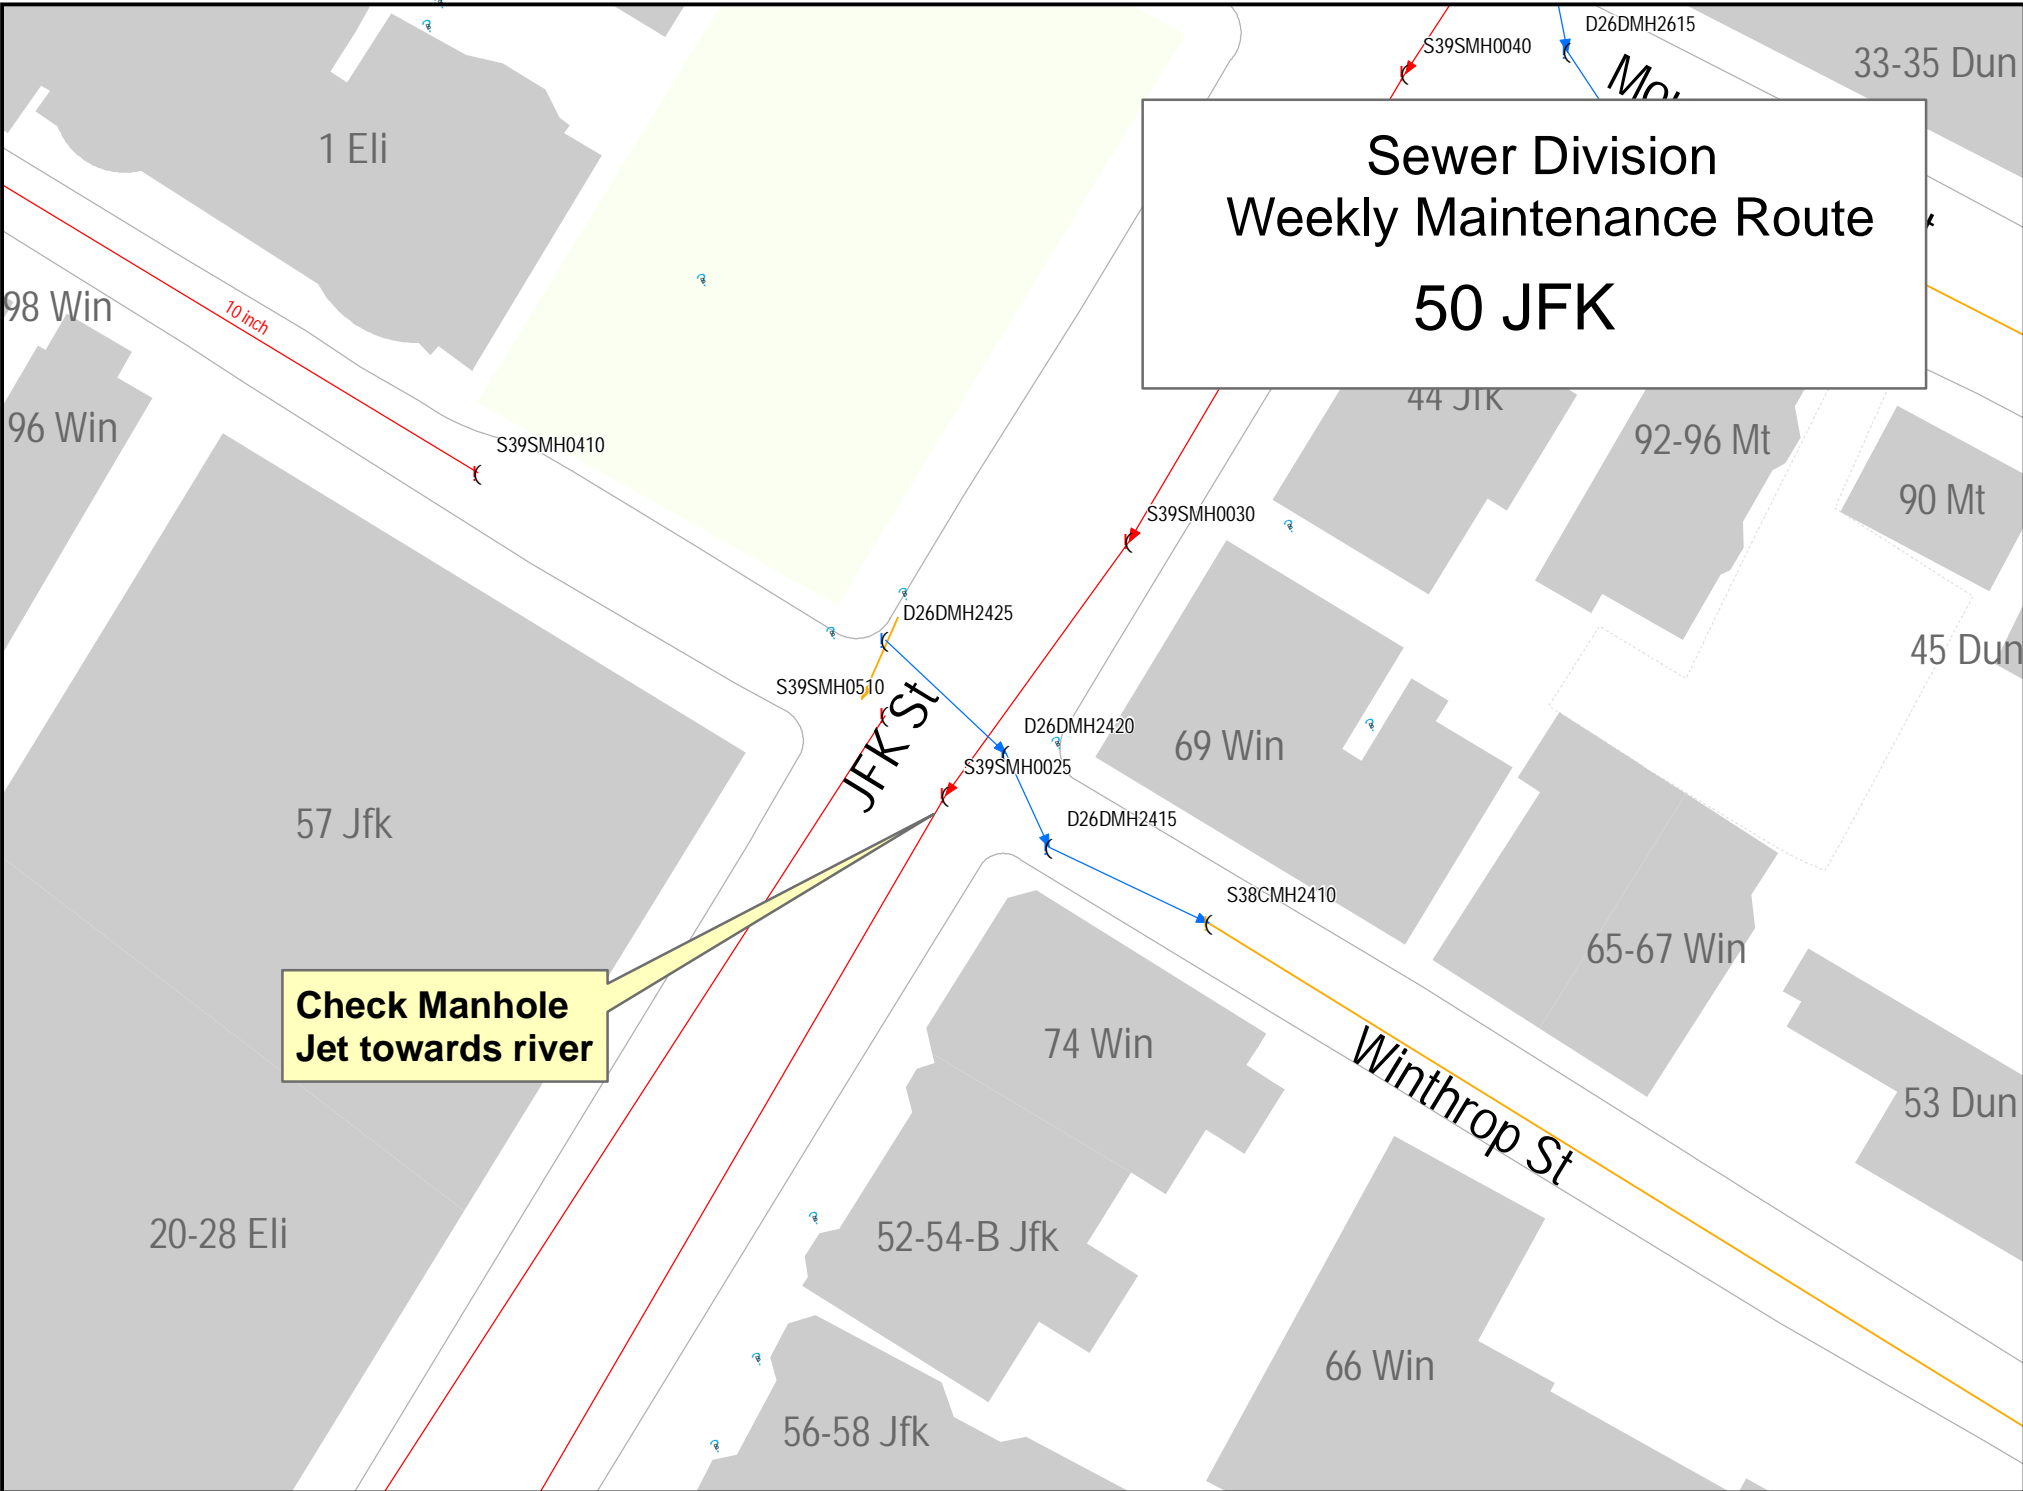 D26DMH2615
S39SMH0040
33-35 Dun
1 Eli
Sewer Division
Weekly Maintenance Route
50 JFK
98 Win
10 inch
44 Jfk
96 Win
92-96 Mt
S39SMH0410
90 Mt
S39SMH0030
D26DMH2425
45 Dun
S39SMH0510
JFK St
D26DMH2420
69 Win
S39SMH0025
57 Jfk
D26DMH2415
S38CMH2410
65-67 Win
Check Manhole
Jet towards river
74 Win
Winthrop St
53 Dun
20-28 Eli
52-54-B Jfk
66 Win
56-58 Jfk